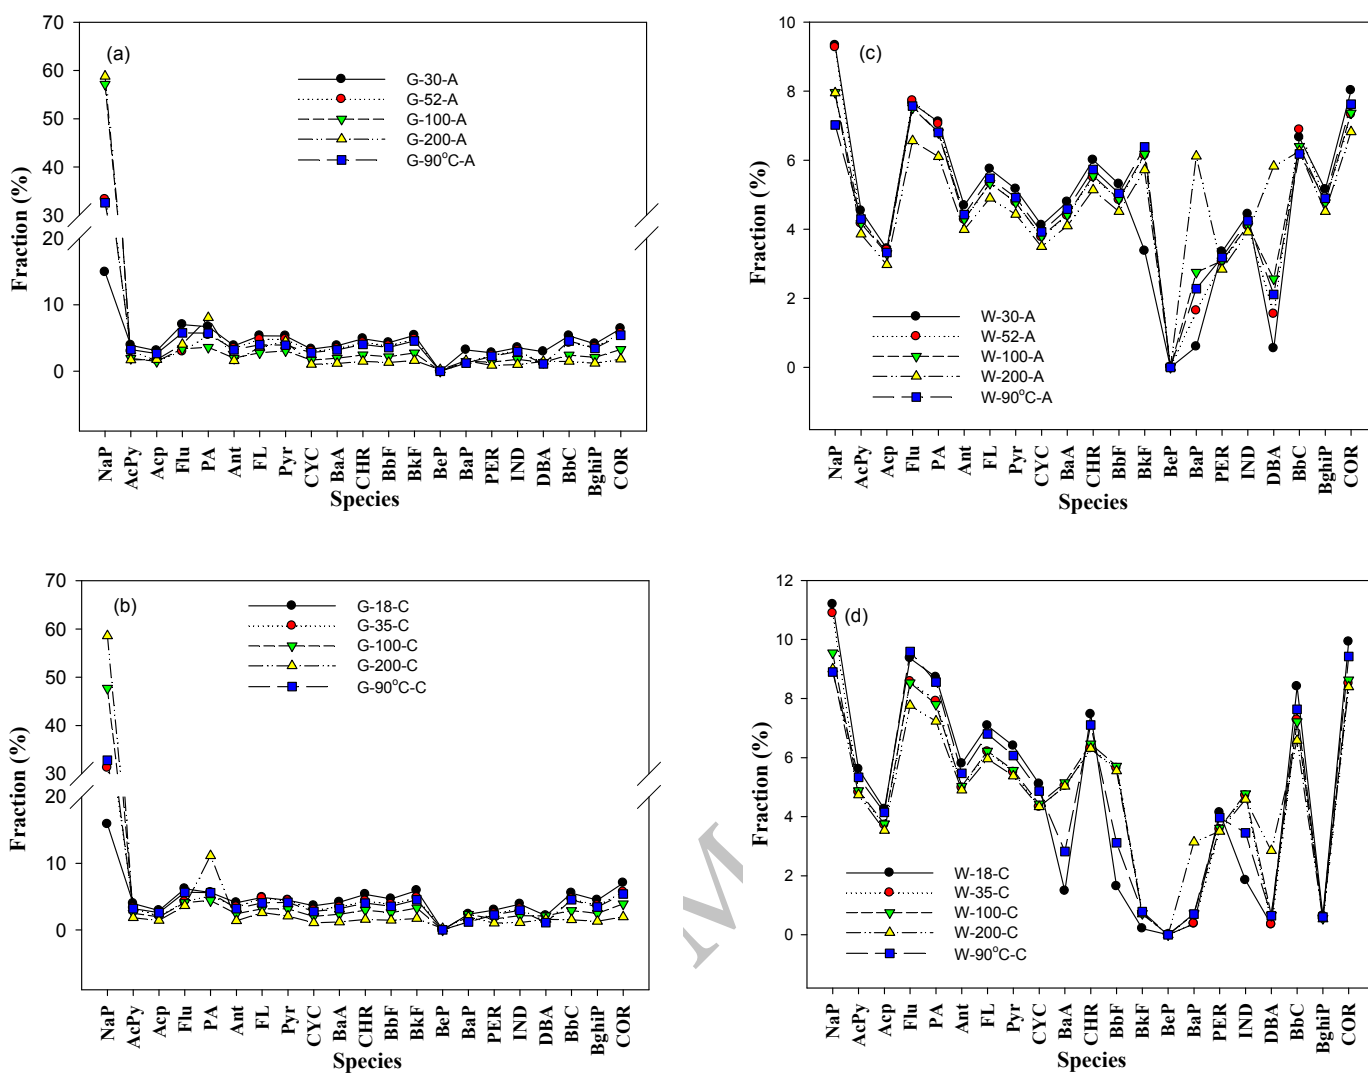 (a)
70
60
50
40
30
20
10
0
Fraction (%)
G-30-A
G-52-A
G-100-A
G-200-A
G-90°C-A
NaP
AcPy
Acp
Flu
PA
Ant
FL
Pyr
CYC
BaA
CHR
BbF
BkF
BeP
BaP
PER
IND
DBA
BbC
BghiP
COR
Species
(c)
10
8
6
4
2
0
Fraction (%)
W-30-A
W-52-A
W-100-A
W-200-A
W-90°C-A
NaP
AcPy
Acp
Flu
PA
Ant
FL
Pyr
CYC
BaA
CHR
BbF
BkF
BeP
BaP
PER
IND
DBA
BbC
BghiP
COR
Species
(b)
70
60
50
40
30
20
10
0
Fraction (%)
G-18-C
G-35-C
G-100-C
G-200-C
G-90°C-C
NaP
AcPy
Acp
Flu
PA
Ant
FL
Pyr
CYC
BaA
CHR
BbF
BkF
BeP
BaP
PER
IND
DBA
BbC
BghiP
COR
Species
(d)
12
10
8
6
4
2
0
Fraction (%)
W-18-C
W-35-C
W-100-C
W-200-C
W-90°C-C
NaP
AcPy
Acp
Flu
PA
Ant
FL
Pyr
CYC
BaA
CHR
BbF
BkF
BeP
BaP
PER
IND
DBA
BbC
BghiP
COR
Species